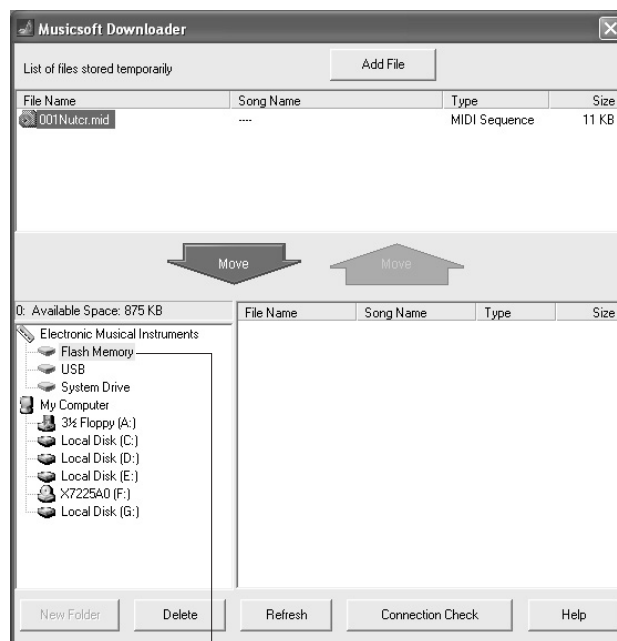 Musicsoft Downloader
List of files stored temporarily
Add File
File Name Song Name Type Size
001Nutcr.mid ---- MIDI Sequence 11 KB
Move Move
0: Available Space: 875 KB
File Name Song Name Type Size
Electronic Musical Instruments
Flash Memory
USB
System Drive
My Computer
3½ Floppy (A:)
Local Disk (C:)
Local Disk (D:)
Local Disk (E:)
X7225A0 (F:)
Local Disk (G:)
New Folder Delete Refresh Connection Check Help